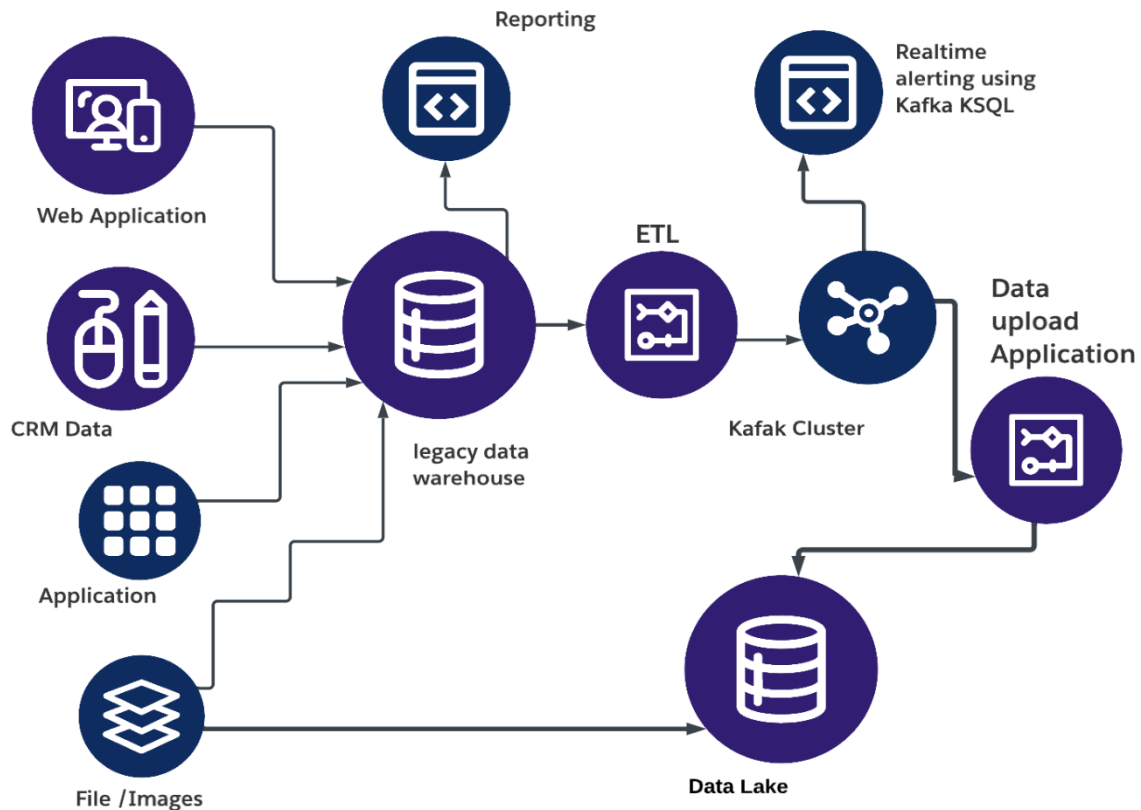 Reporting
Realtime
alerting using
Kafka KSQL
Web Application
ETL
Data
upload
Application
CRM Data
legacy data
warehouse
Kafak Cluster
Application
File /Images
Data Lake